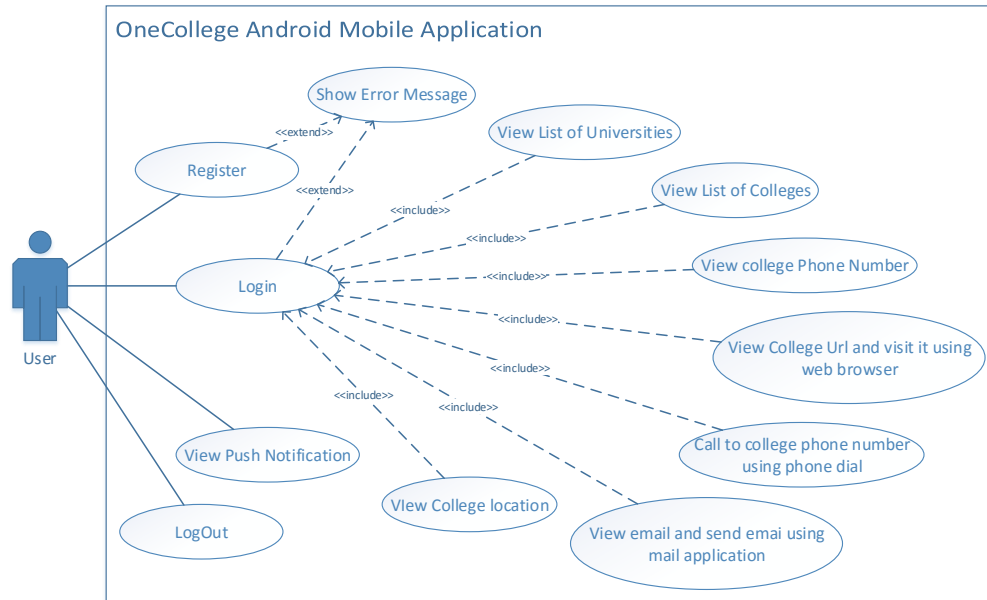 OneCollege Android Mobile Application
Show Error Message
<<extend>>
View List of Universities
Register
<<extend>>
View List of Colleges
<<include>>
<<include>>
View college Phone Number
<<include>>
Login
<<include>>
View College Url and visit it using
web browser
User
<<include>>
<<include>>
<<include>>
Call to college phone number
using phone dial
View Push Notification
VIew College location
View email and send emai using
mail application
LogOut